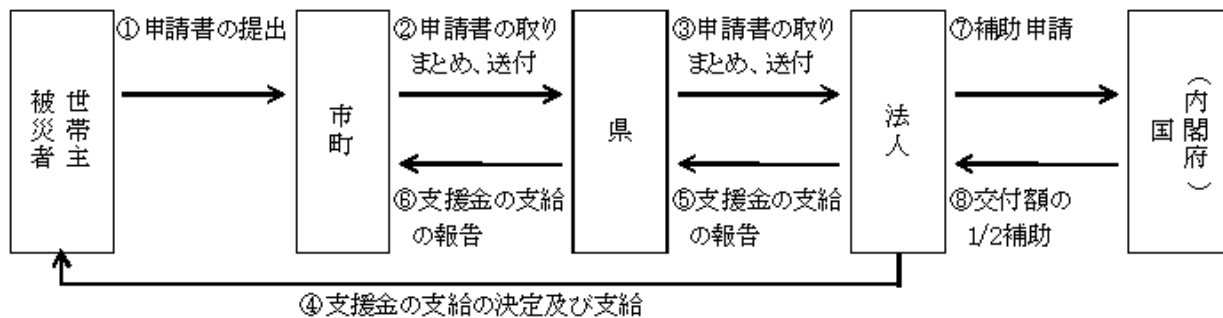 ①申請書の提出
②申請書の取り
まとめ、送付
③申請書の取り
まとめ、送付
⑦補助申請
世帯主
被災者
市町
県
法人
国
（内閣府）
⑥支援金の支給
の報告
⑤支援金の支給
の報告
⑧交付額の
1/2補助
④支援金の支給の決定及び支給